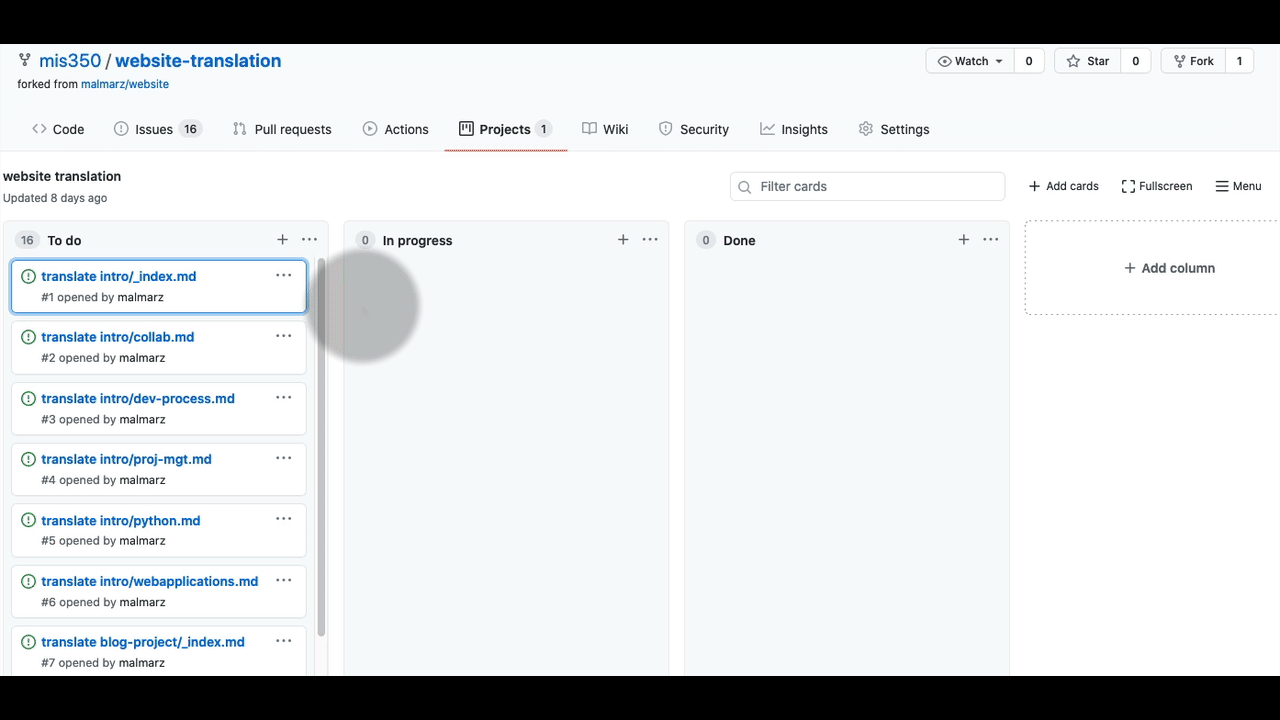 mis350 / website-translation
Watch 0 Star 0 Fork 1
forked from malmarz/website
Code Issues 16 Pull requests Actions Projects 1 Wiki Security Insights Settings
website translation
Updated 8 days ago
Filter cards
Add cards Fullscreen Menu
16 To do
translate intro/_index.md
#1 opened by malmarz
translate intro/collab.md
#2 opened by malmarz
translate intro/dev-process.md
#3 opened by malmarz
translate intro/proj-mgt.md
#4 opened by malmarz
translate intro/python.md
#5 opened by malmarz
translate intro/webapplications.md
#6 opened by malmarz
translate blog-project/_index.md
#7 opened by malmarz
0 In progress
0 Done
Add column